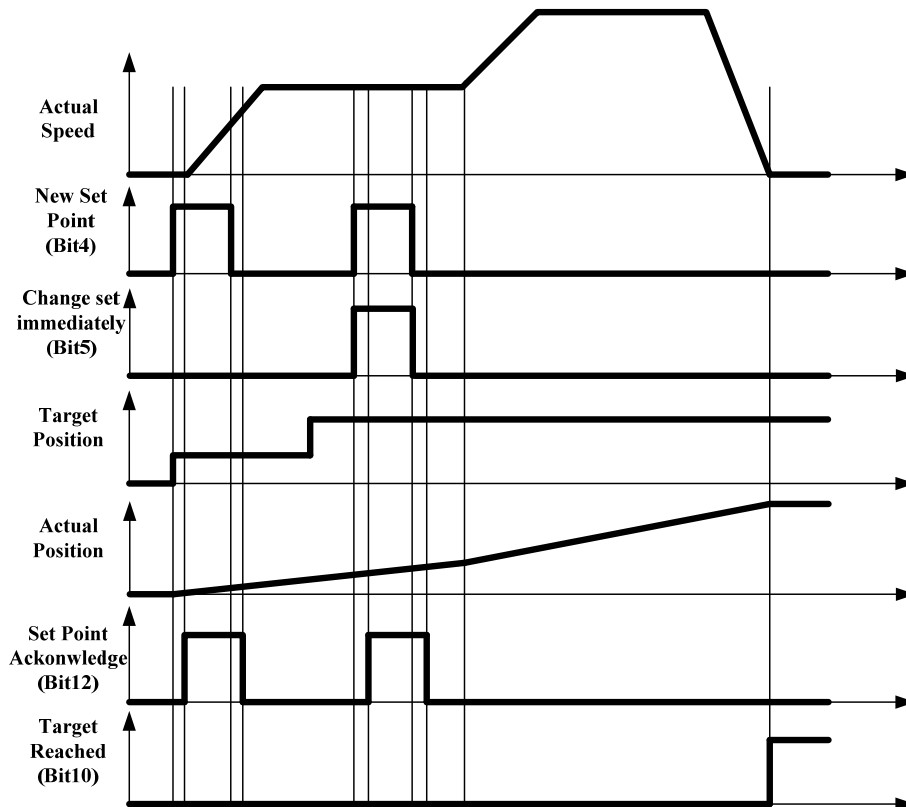 Actual
Speed
New Set
Point
(Bit4)
Change set
immediately
(Bit5)
Target
Position
Actual
Position
Set Point
Ackonwledge
(Bit12)
Target
Reached
(Bit10)